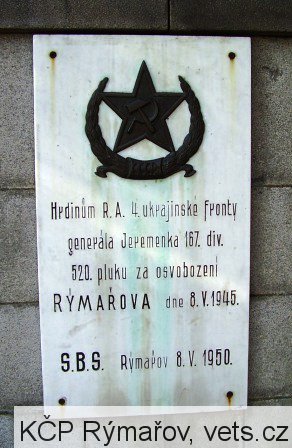 Hrdinům R.A. 4. ukrajinské fronty
generála Jeremenka 167. div.
520. pluku za osvobození
RÝMAŘOVA dne 8.V.1945.
S.B.S. Rýmařov 8.V.1950.
KČP Rýmařov, vets.cz